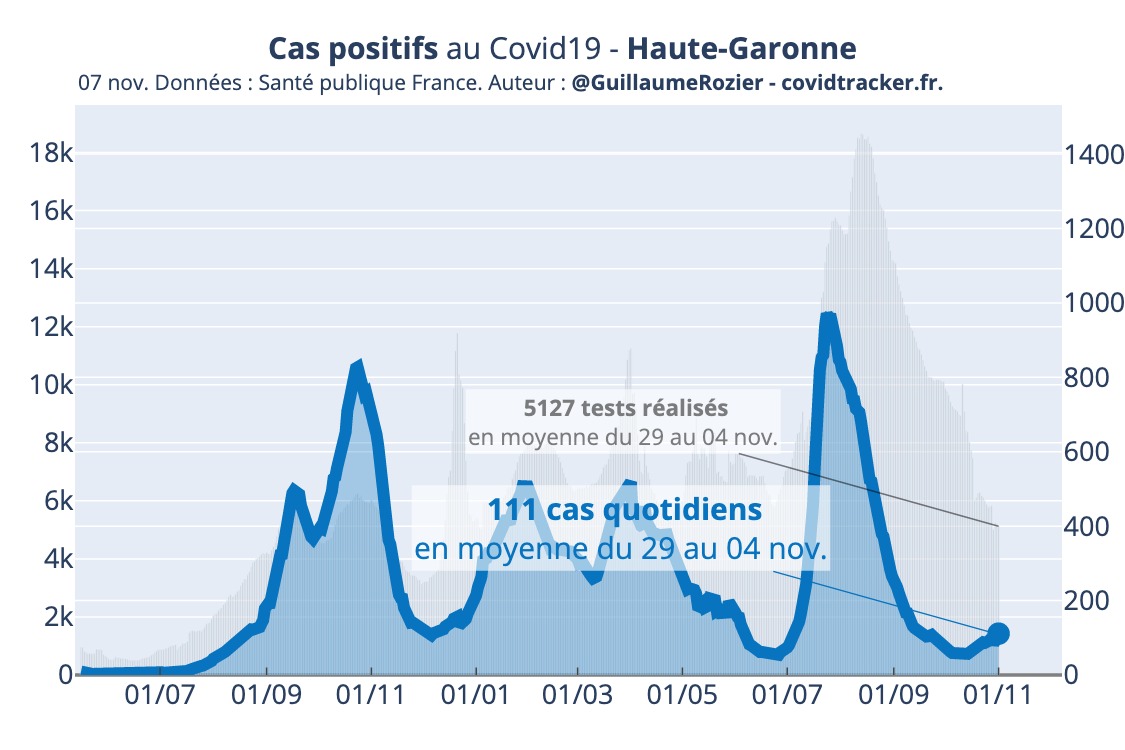 Cas positifs au Covid19 - Haute-Garonne
07 nov. Données : Santé publique France. Auteur : @GuillaumeRozier - covidtracker.fr.
18k
16k
14k
12k
10k
8k
6k
4k
2k
0
1400
1200
1000
800
600
400
200
0
5127 tests réalisés
en moyenne du 29 au 04 nov.
111 cas quotidiens
en moyenne du 29 au 04 nov.
01/07 01/09 01/11 01/01 01/03 01/05 01/07 01/09 01/11